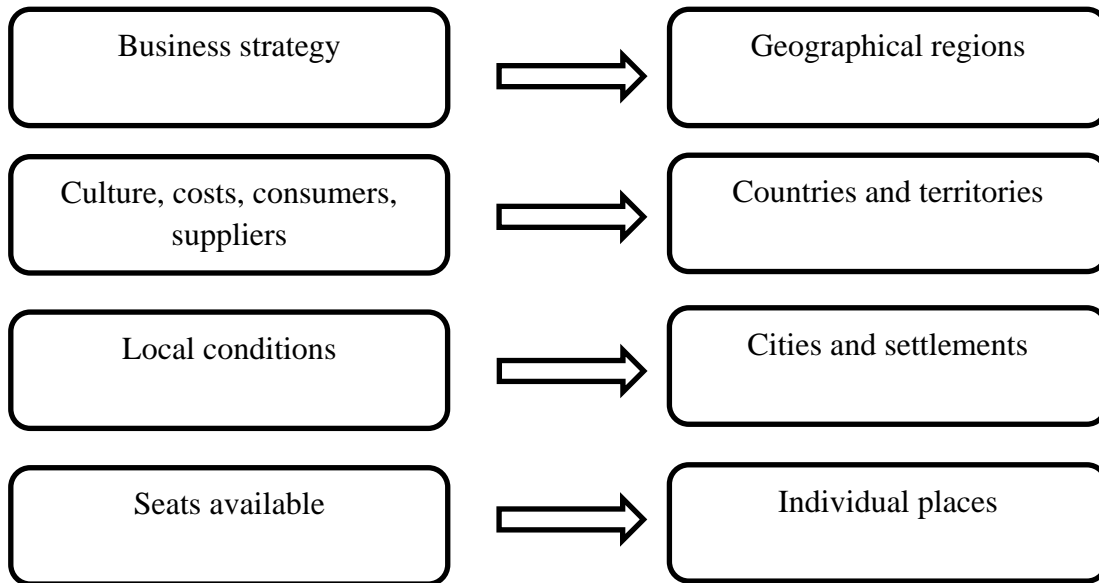 Business strategy
Geographical regions
Culture, costs, consumers,
suppliers
Countries and territories
Local conditions
Cities and settlements
Seats available
Individual places